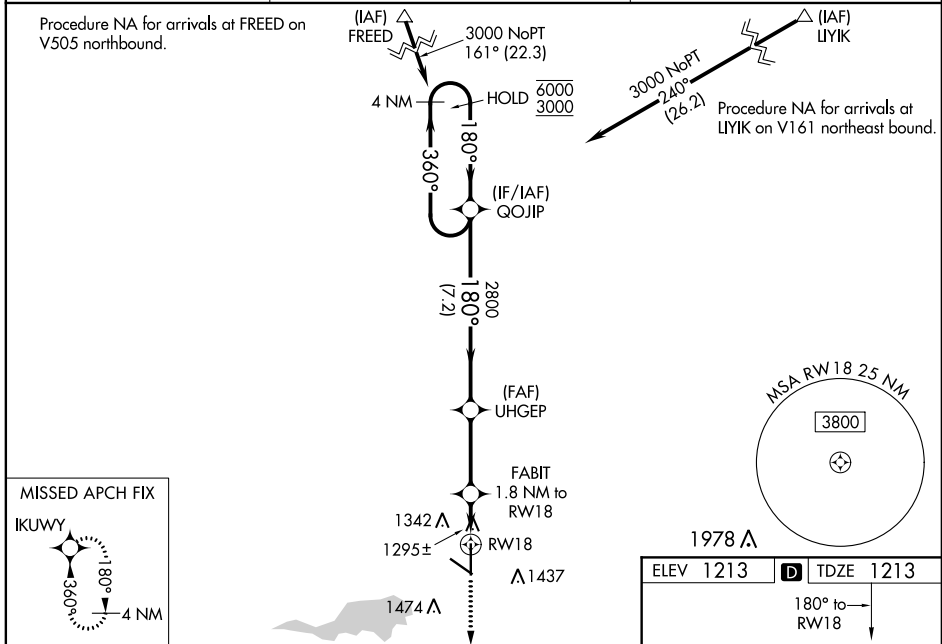 Procedure NA for arrivals at FREED on
V505 northbound.
(IAF)
FREED
3000 NoPT
161° (22.3)
(IAF)
LIYIK
3000 NoPT
240°
(26.2)
Procedure NA for arrivals at
LIYIK on V161 northeast bound.
4 NM
HOLD
6000
3000
180°
360°
(IF/IAF)
QOJIP
2800
180°
(7.2)
(FAF)
UHGEP
MSA RW18 25 NM
3800
FABIT
1.8 NM to
RW18
1342
1295±
RW18
1437
1474
1978
MISSED APCH FIX
IKUWY
180°
360°
4 NM
ELEV 1213
D
TDZE 1213
180° to
RW18